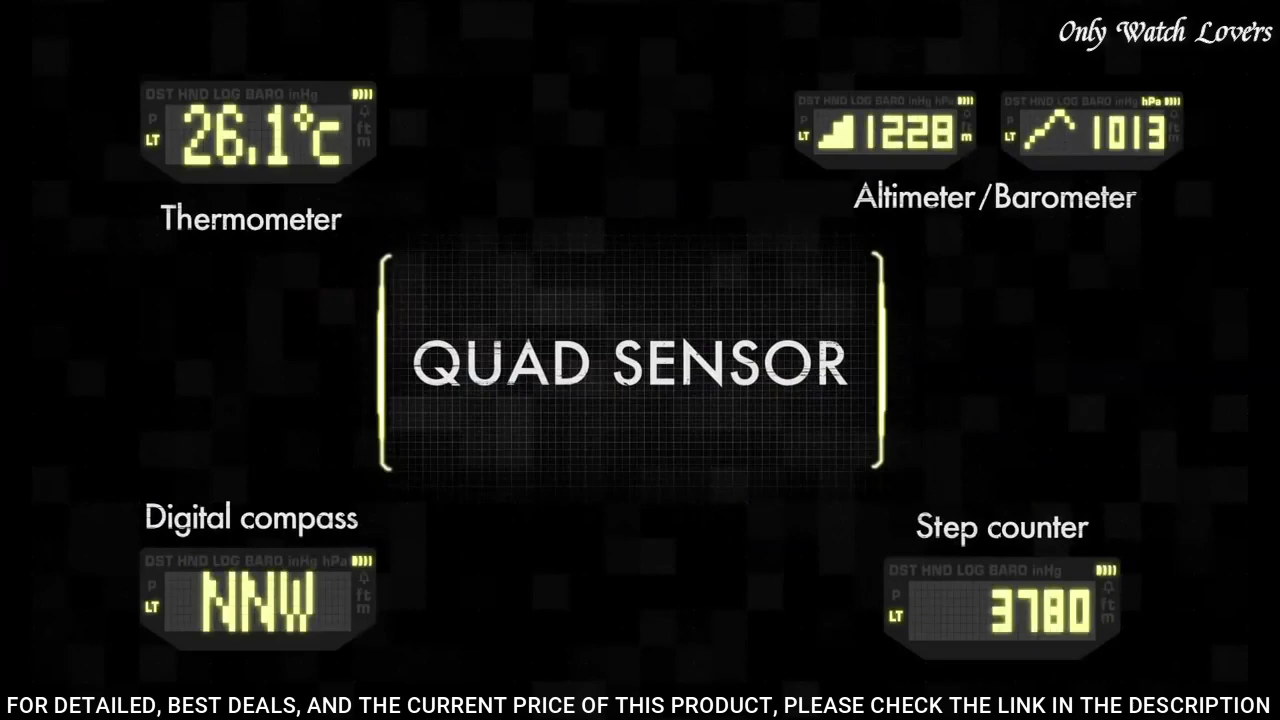 Only Watch Lovers
DST HND LOG BARO inHg
P
LT
26.1°C
ft
m
Thermometer
DST HND LOG BARO inHg hPa
P
LT
1228
ft
m
DST HND LOG BARO inHg hPa
P
LT
1013
ft
m
Altimeter/Barometer
QUAD SENSOR
Digital compass
DST HND LOG BARO inHg hPa
P
LT
NNW
ft
m
Step counter
DST HND LOG BARO inHg
P
LT
3780
ft
m
FOR DETAILED, BEST DEALS, AND THE CURRENT PRICE OF THIS PRODUCT, PLEASE CHECK THE LINK IN THE DESCRIPTION